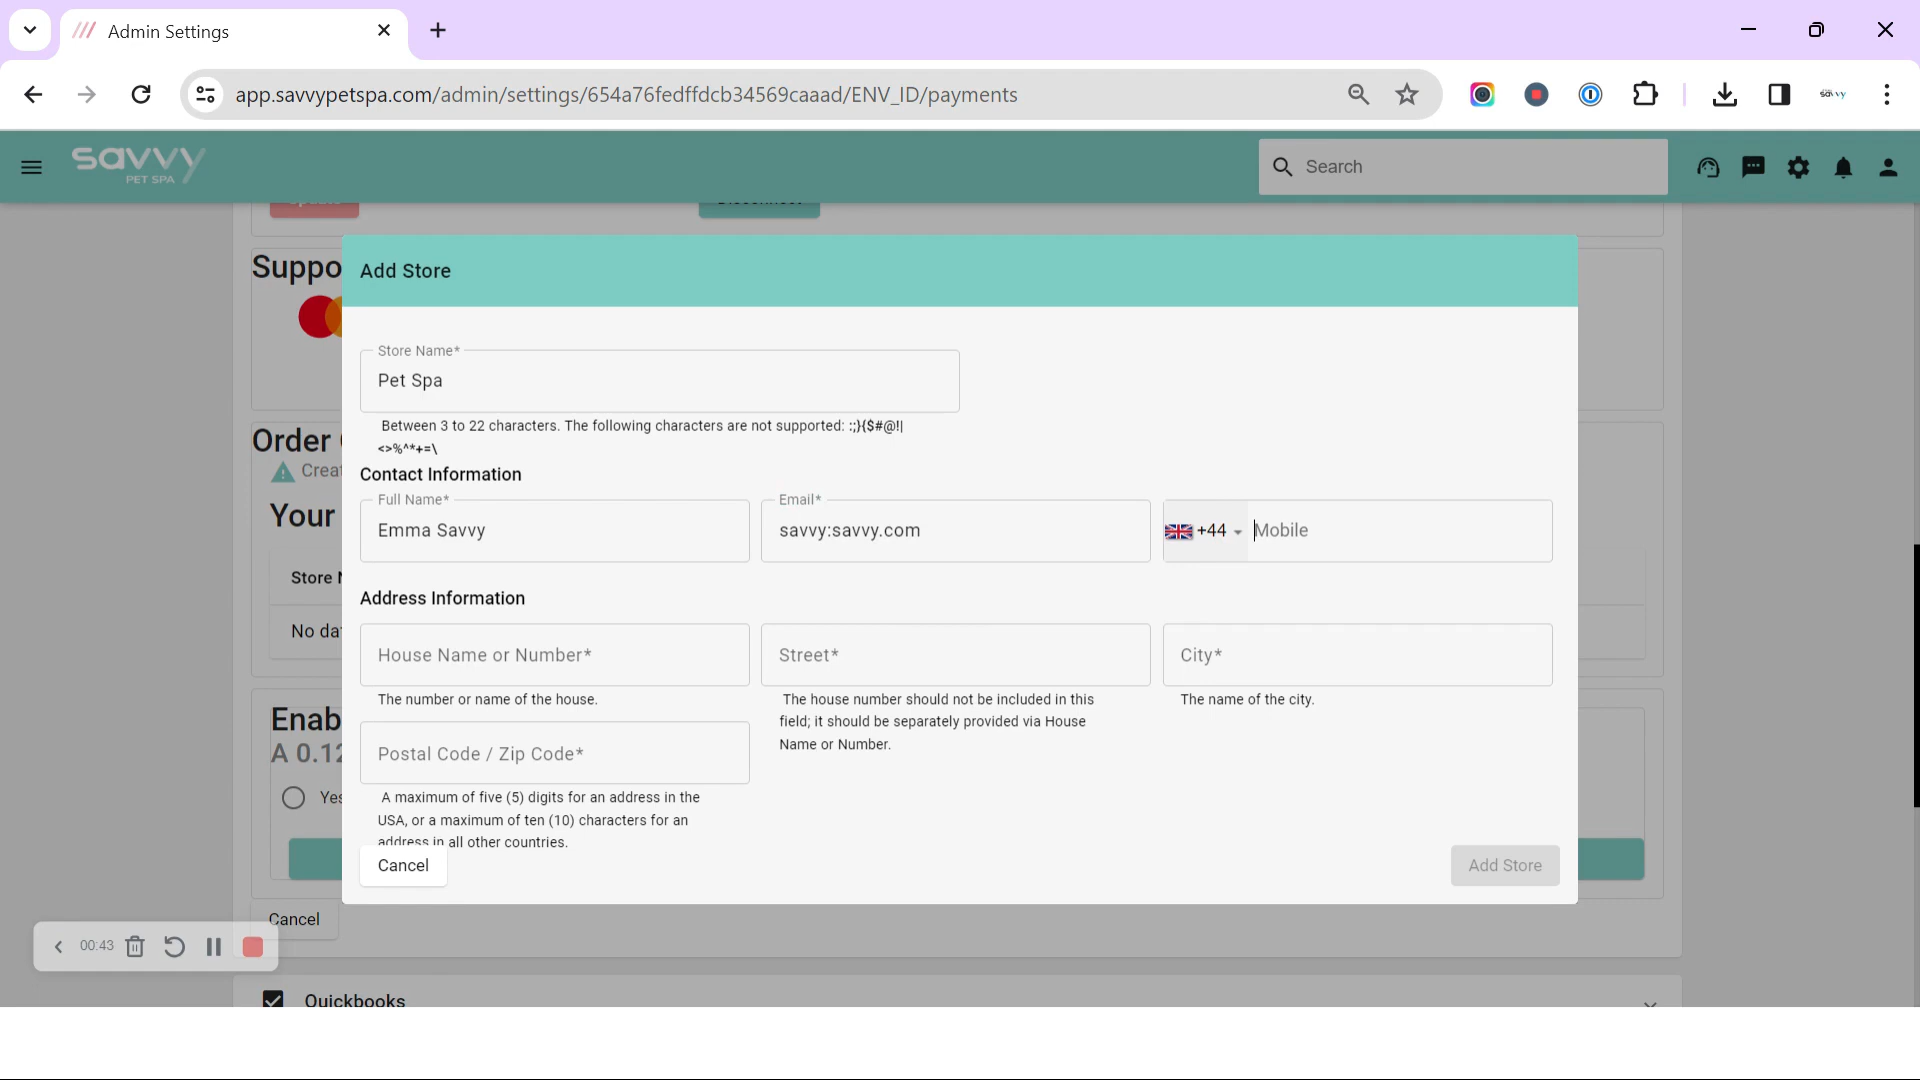 Admin Settings
app.savvypetspa.com/admin/settings/654a76fedffdcb34569caaad/ENV_ID/payments
savvy
savvy
PET SPA
Search
Update
Disconnect
Suppo
Add Store
Store Name*
Pet Spa
Between 3 to 22 characters. The following characters are not supported: :;}{$#@!|
<>%^*+=\
Order
Creat
Contact Information
Full Name*
Emma Savvy
Email*
savvy:savvy.com
+44
Mobile
Your
Store N
No dat
Address Information
House Name or Number*
The number or name of the house.
Street*
The house number should not be included in this
field; it should be separately provided via House
Name or Number.
City*
The name of the city.
Enab
A 0.12
Yes
Postal Code / Zip Code*
A maximum of five (5) digits for an address in the
USA, or a maximum of ten (10) characters for an
address in all other countries.
Cancel
Add Store
Cancel
00:43
Quickbooks